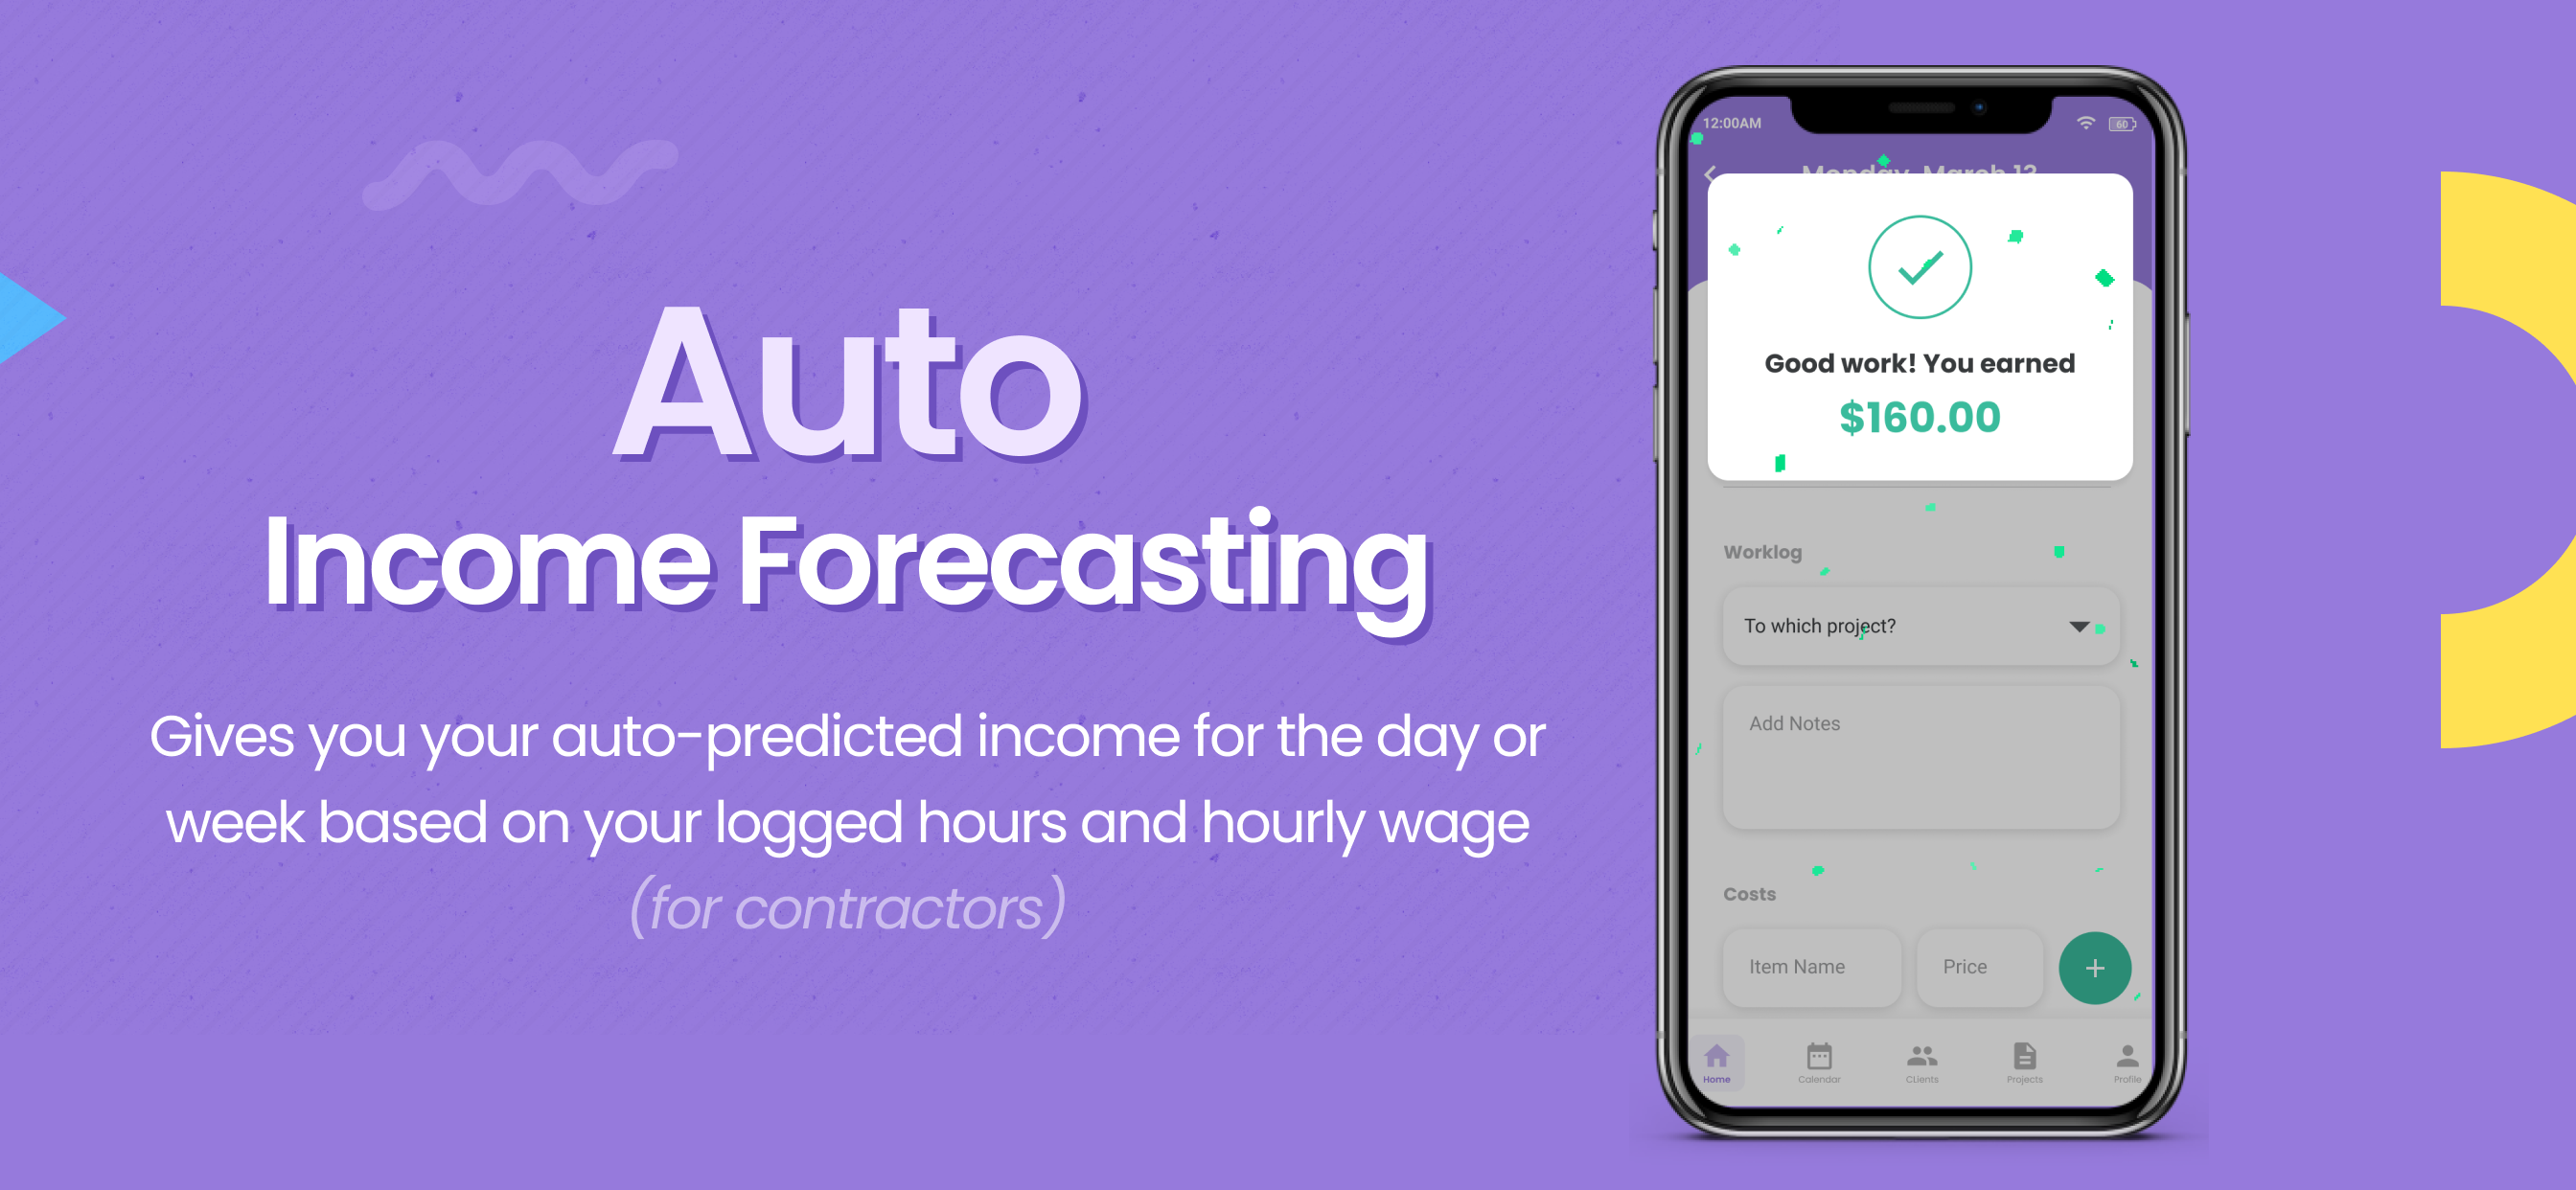 Auto
Income Forecasting
Gives you your auto-predicted income for the day or
week based on your logged hours and hourly wage
(for contractors)
12:00AM
60
Monday, March 13
Good work! You earned
$160.00
Worklog
To which project?
Add Notes
Costs
Item Name
Price
+
Home
Calendar
CLients
Projects
Profile